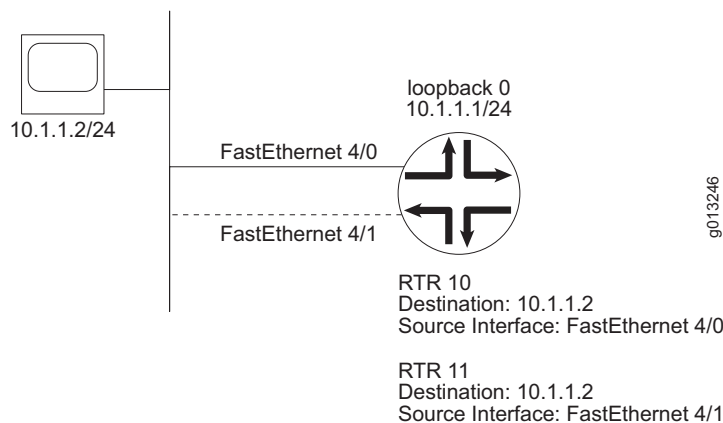 loopback 0
10.1.1.1/24
10.1.1.2/24
FastEthernet 4/0
FastEthernet 4/1
g013246
RTR 10
Destination: 10.1.1.2
Source Interface: FastEthernet 4/0
RTR 11
Destination: 10.1.1.2
Source Interface: FastEthernet 4/1